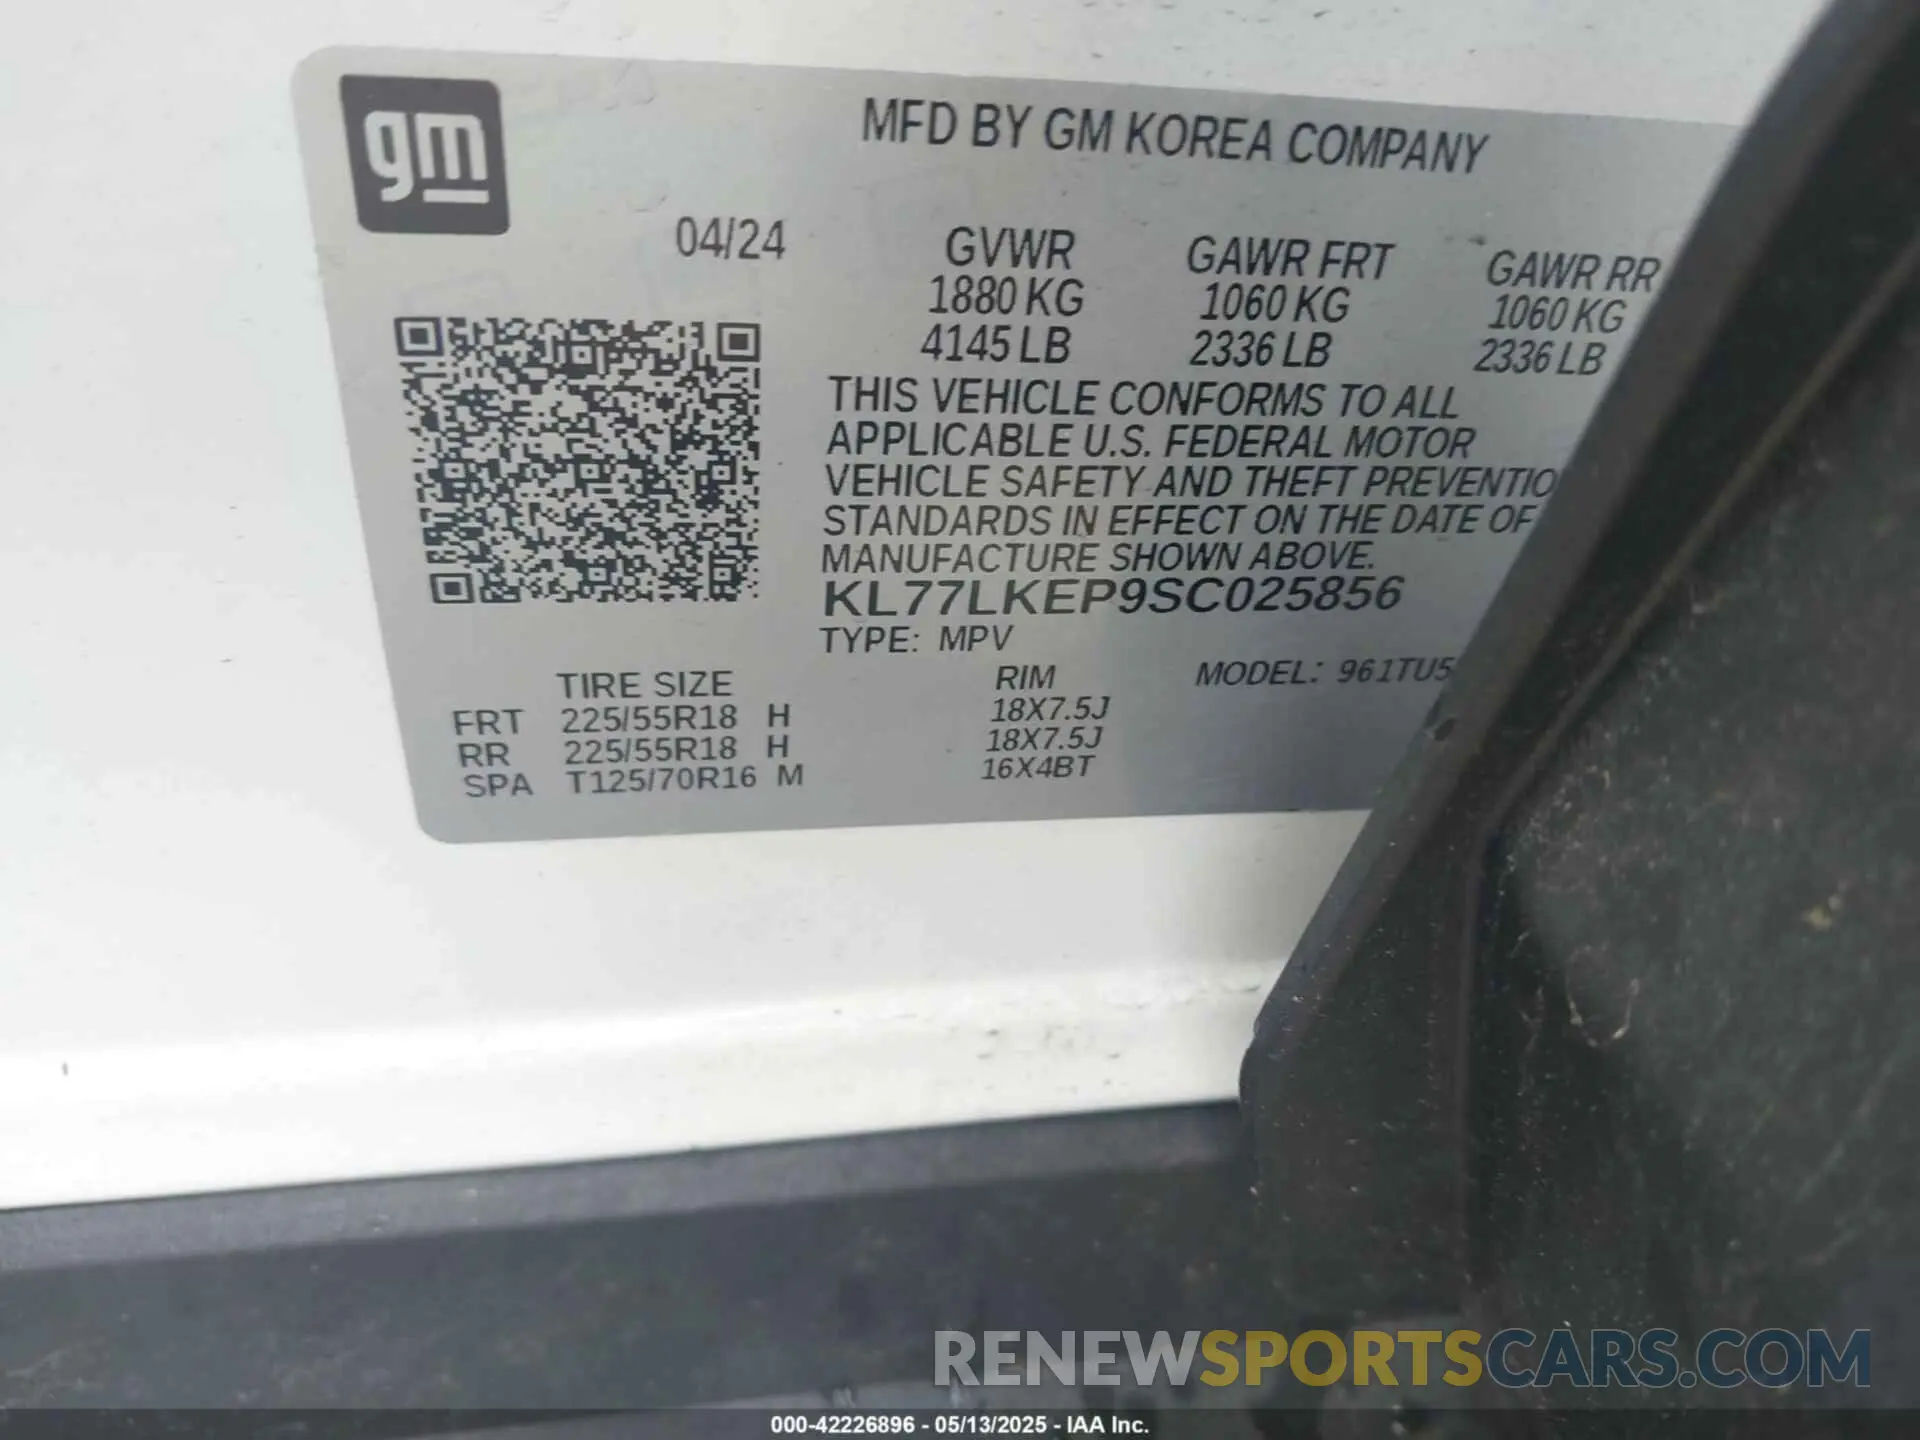 gm
MFD BY GM KOREA COMPANY
04/24
GVWR GAWR FRT GAWR RR
1880 KG 1060 KG 1060 KG
4145 LB 2336 LB 2336 LB
THIS VEHICLE CONFORMS TO ALL
APPLICABLE U.S. FEDERAL MOTOR
VEHICLE SAFETY AND THEFT PREVENTIO
STANDARDS IN EFFECT ON THE DATE OF
MANUFACTURE SHOWN ABOVE.
KL77LKEP9SC025856
TYPE: MPV
TIRE SIZE RIM MODEL: 961TU5
FRT 225/55R18 H 18X7.5J
RR 225/55R18 H 18X7.5J
SPA T125/70R16 M 16X4BT
RENEWSPORTSCARS.COM
000-42226896 - 05/13/2025 - IAA Inc.